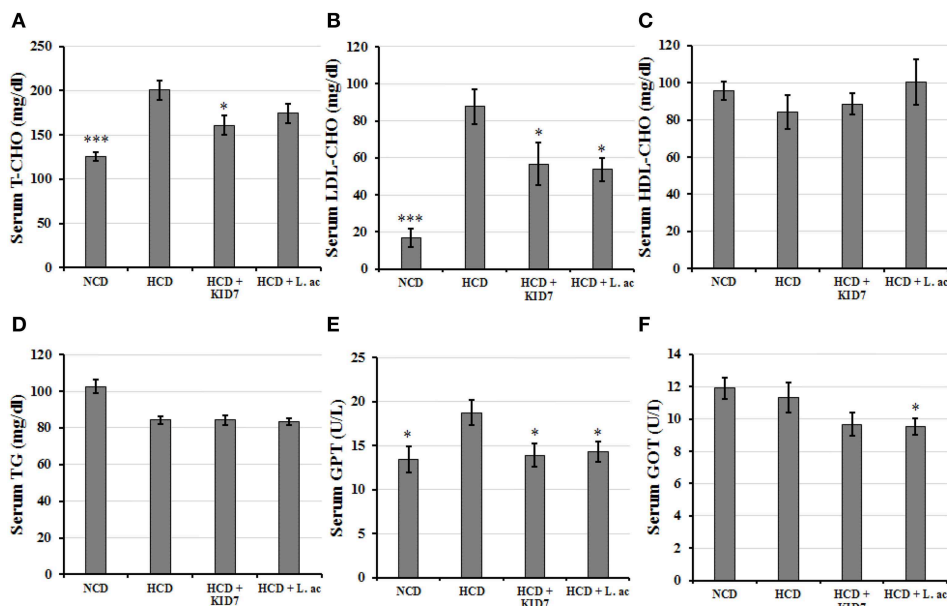 A
Serum T-CHO (mg/dl)
250
200
150
100
50
0
***
*
NCD
HCD
HCD +
KID7
HCD + L. ac
B
Serum LDL-CHO (mg/dl)
120
100
80
60
40
20
0
***
*
*
NCD
HCD
HCD +
KID7
HCD + L. ac
C
Serum HDL-CHO (mg/dl)
120
100
80
60
40
20
0
NCD
HCD
HCD +
KID7
HCD + L. ac
D
Serum TG (mg/dl)
120
100
80
60
40
20
0
NCD
HCD
HCD +
KID7
HCD + L. ac
E
Serum GPT (U/L)
25
20
15
10
5
0
*
*
*
NCD
HCD
HCD +
KID7
HCD + L. ac
F
Serum GOT (U/I)
14
12
10
8
6
4
2
0
*
NCD
HCD
HCD +
KID7
HCD + L. ac